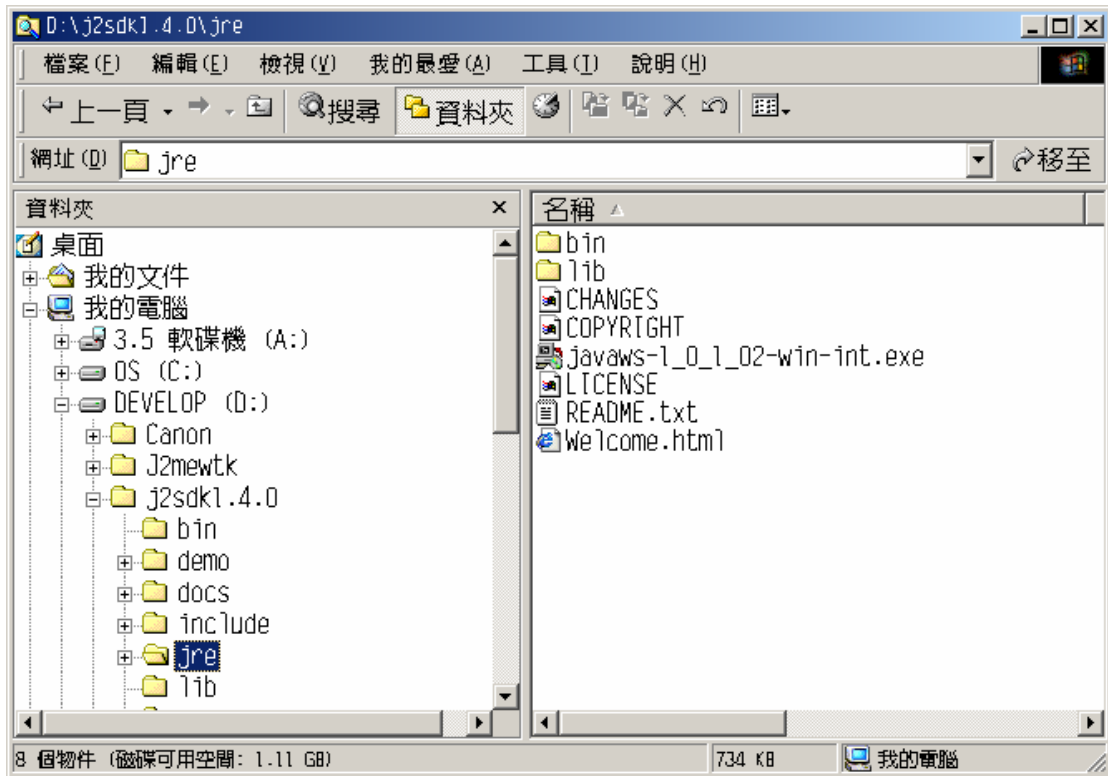 D:\j2sdk1.4.0\jre
檔案(F) 編輯(E) 檢視(V) 我的最愛(A) 工具(T) 說明(H)
上一頁 搜尋 資料夾
網址(D) jre 移至
資料夾
桌面
我的文件
我的電腦
3.5 軟碟機 (A:)
OS (C:)
DEVELOP (D:)
Canon
J2mewtk
j2sdk1.4.0
bin
demo
docs
include
jre
lib
名稱
bin
lib
CHANGES
COPYRIGHT
javaws-1_0_1_02-win-int.exe
LICENSE
README.txt
Welcome.html
8 個物件 (磁碟可用空間: 1.11 GB) 734 KB 我的電腦